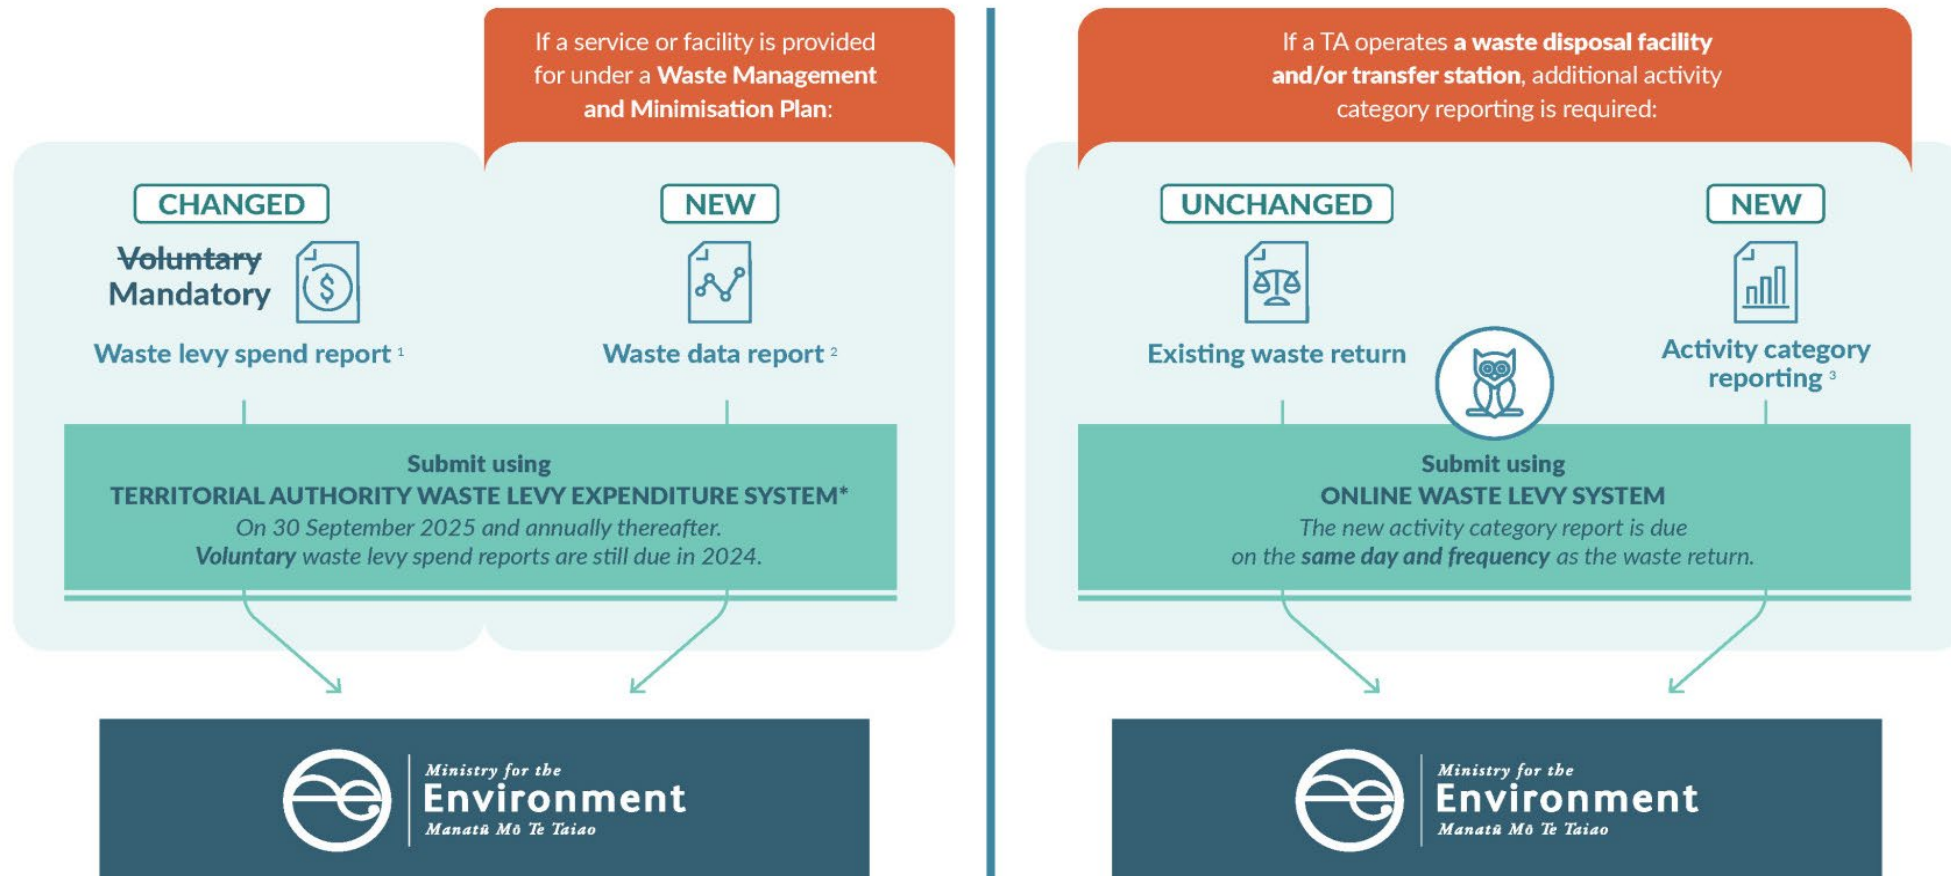 If a service or facility is provided
for under a Waste Management
and Minimisation Plan:
CHANGED
Voluntary
Mandatory
$
Waste levy spend report 1
NEW
Waste data report 2
Submit using
TERRITORIAL AUTHORITY WASTE LEVY EXPENDITURE SYSTEM*
On 30 September 2025 and annually thereafter.
Voluntary waste levy spend reports are still due in 2024.
Ministry for the
Environment
Manatū Mō Te Taiao
If a TA operates a waste disposal facility
and/or transfer station, additional activity
category reporting is required:
UNCHANGED
Existing waste return
NEW
Activity category
reporting 3
Submit using
ONLINE WASTE LEVY SYSTEM
The new activity category report is due
on the same day and frequency as the waste return.
Ministry for the
Environment
Manatū Mō Te Taiao